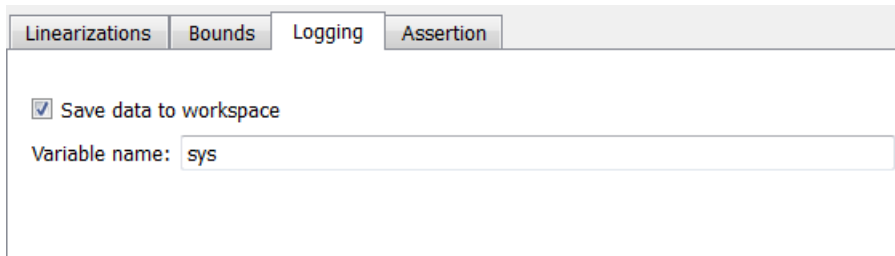 Linearizations Bounds Logging Assertion
Save data to workspace
Variable name: sys